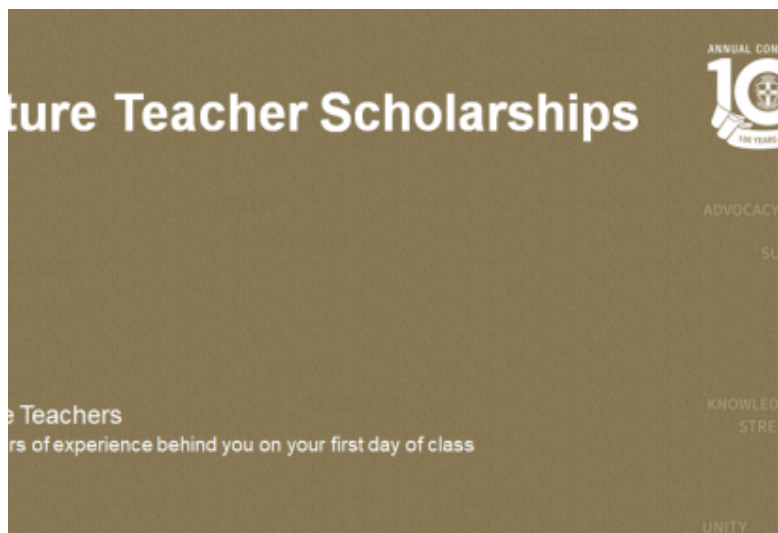 ANNUAL CON
10
100 YEARS
ture Teacher Scholarships
ADVOCACY
SU
e Teachers
rs of experience behind you on your first day of class
KNOWLED
STRE
UNITY